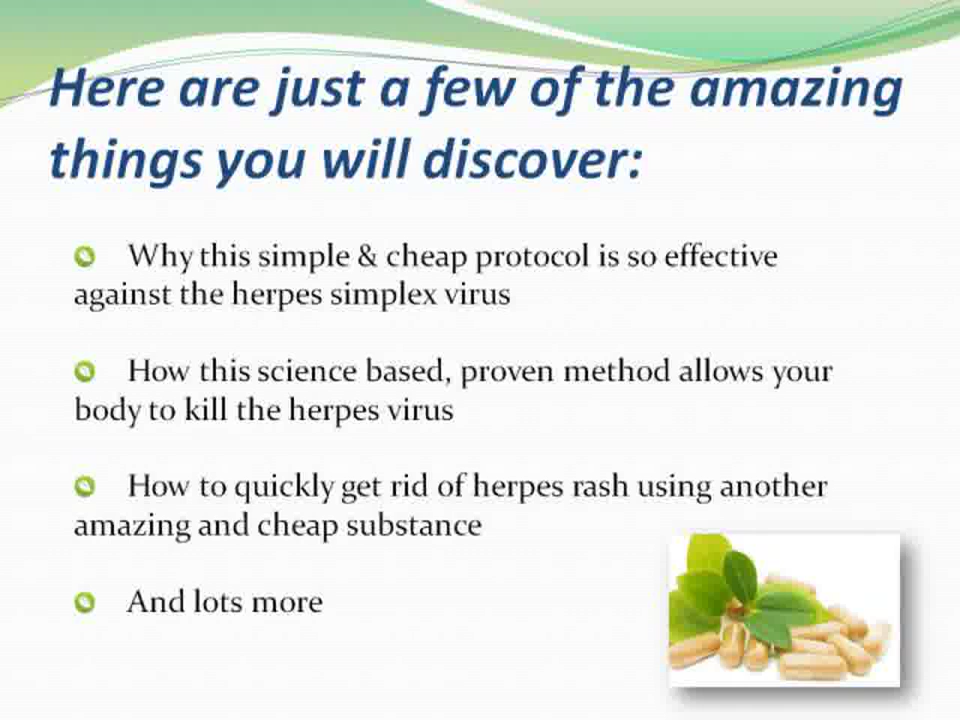 Here are just a few of the amazing
things you will discover:
Why this simple & cheap protocol is so effective
against the herpes simplex virus
How this science based, proven method allows your
body to kill the herpes virus
How to quickly get rid of herpes rash using another
amazing and cheap substance
And lots more